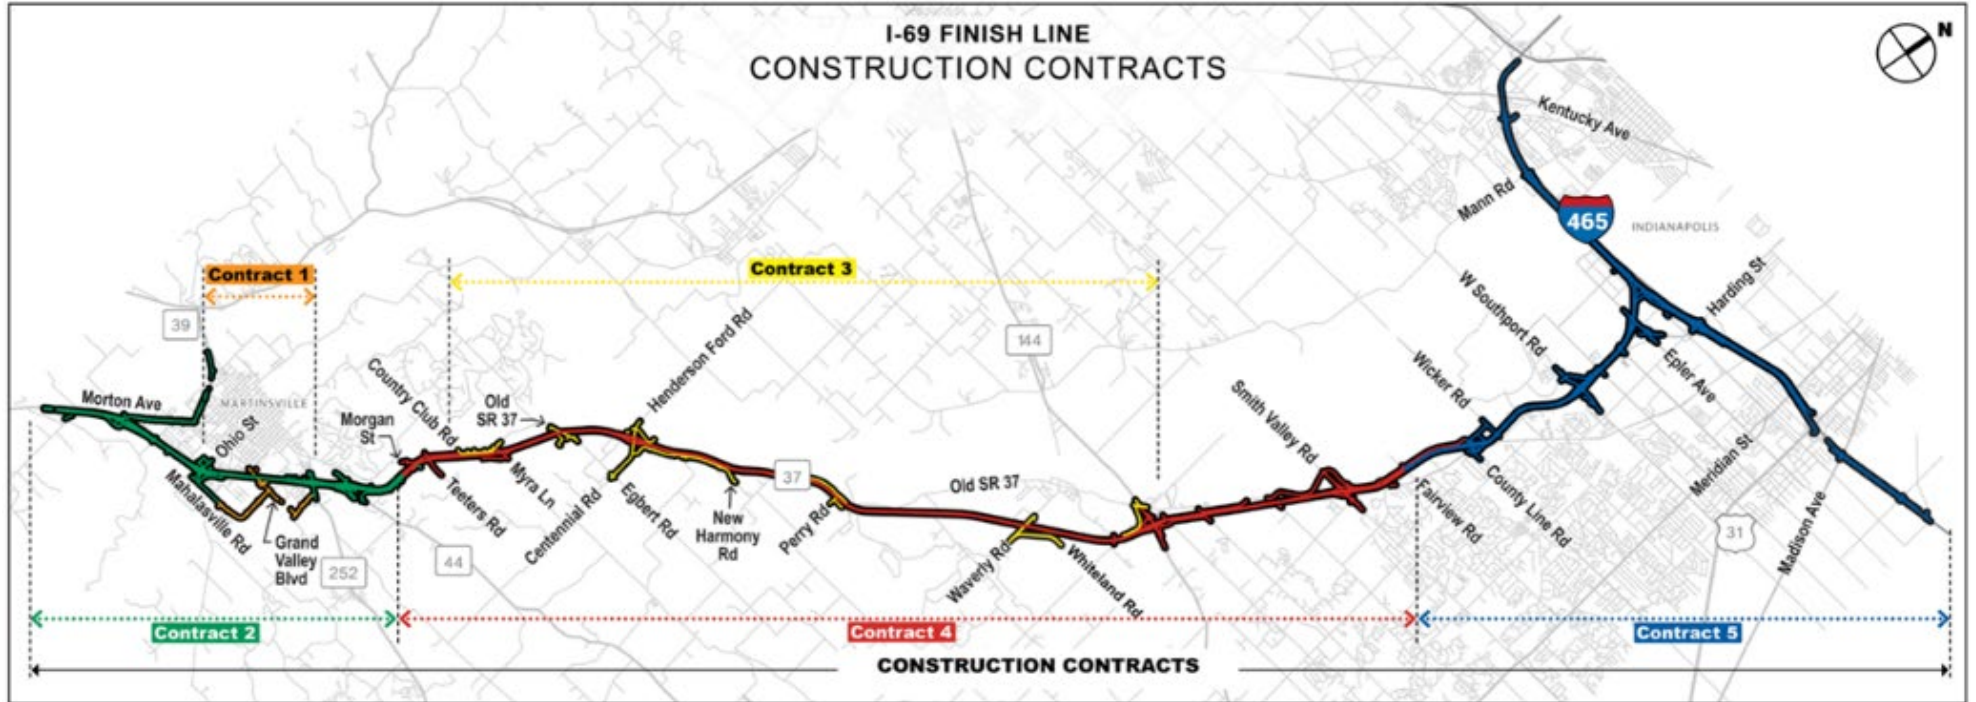 I-69 FINISH LINE
CONSTRUCTION CONTRACTS
N
Kentucky Ave
Mann Rd
465
INDIANAPOLIS
Contract 1
Contract 3
Harding St
W Southport Rd
39
144
Henderson Ford Rd
Epler Ave
Wicker Rd
Country Club Rd
Smith Valley Rd
Morton Ave
MARTINSVILLE
Old
SR 37
Morgan
St
Ohio St
Meridian St
Mahalasville Rd
Teeters Rd
Myra Ln
Centennial Rd
Egbert Rd
37
Old SR 37
New
Harmony
Rd
Perry Rd
Fairview Rd
County Line Rd
Madison Ave
31
Grand
Valley
Blvd
252
44
Waverly Rd
Whiteland Rd
Contract 2
Contract 4
Contract 5
CONSTRUCTION CONTRACTS